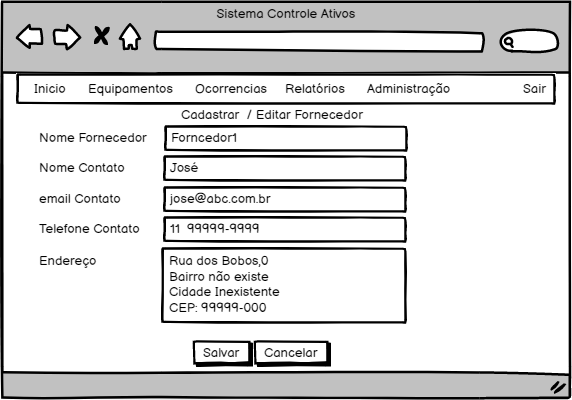 Sistema Controle Ativos
Inicio Equipamentos Ocorrencias Relatórios Administração Sair
Cadastrar / Editar Fornecedor
Nome Fornecedor Forncedor1
Nome Contato José
email Contato jose@abc.com.br
Telefone Contato 11 99999-9999
Endereço Rua dos Bobos,0
Bairro não existe
Cidade Inexistente
CEP: 99999-000
Salvar Cancelar